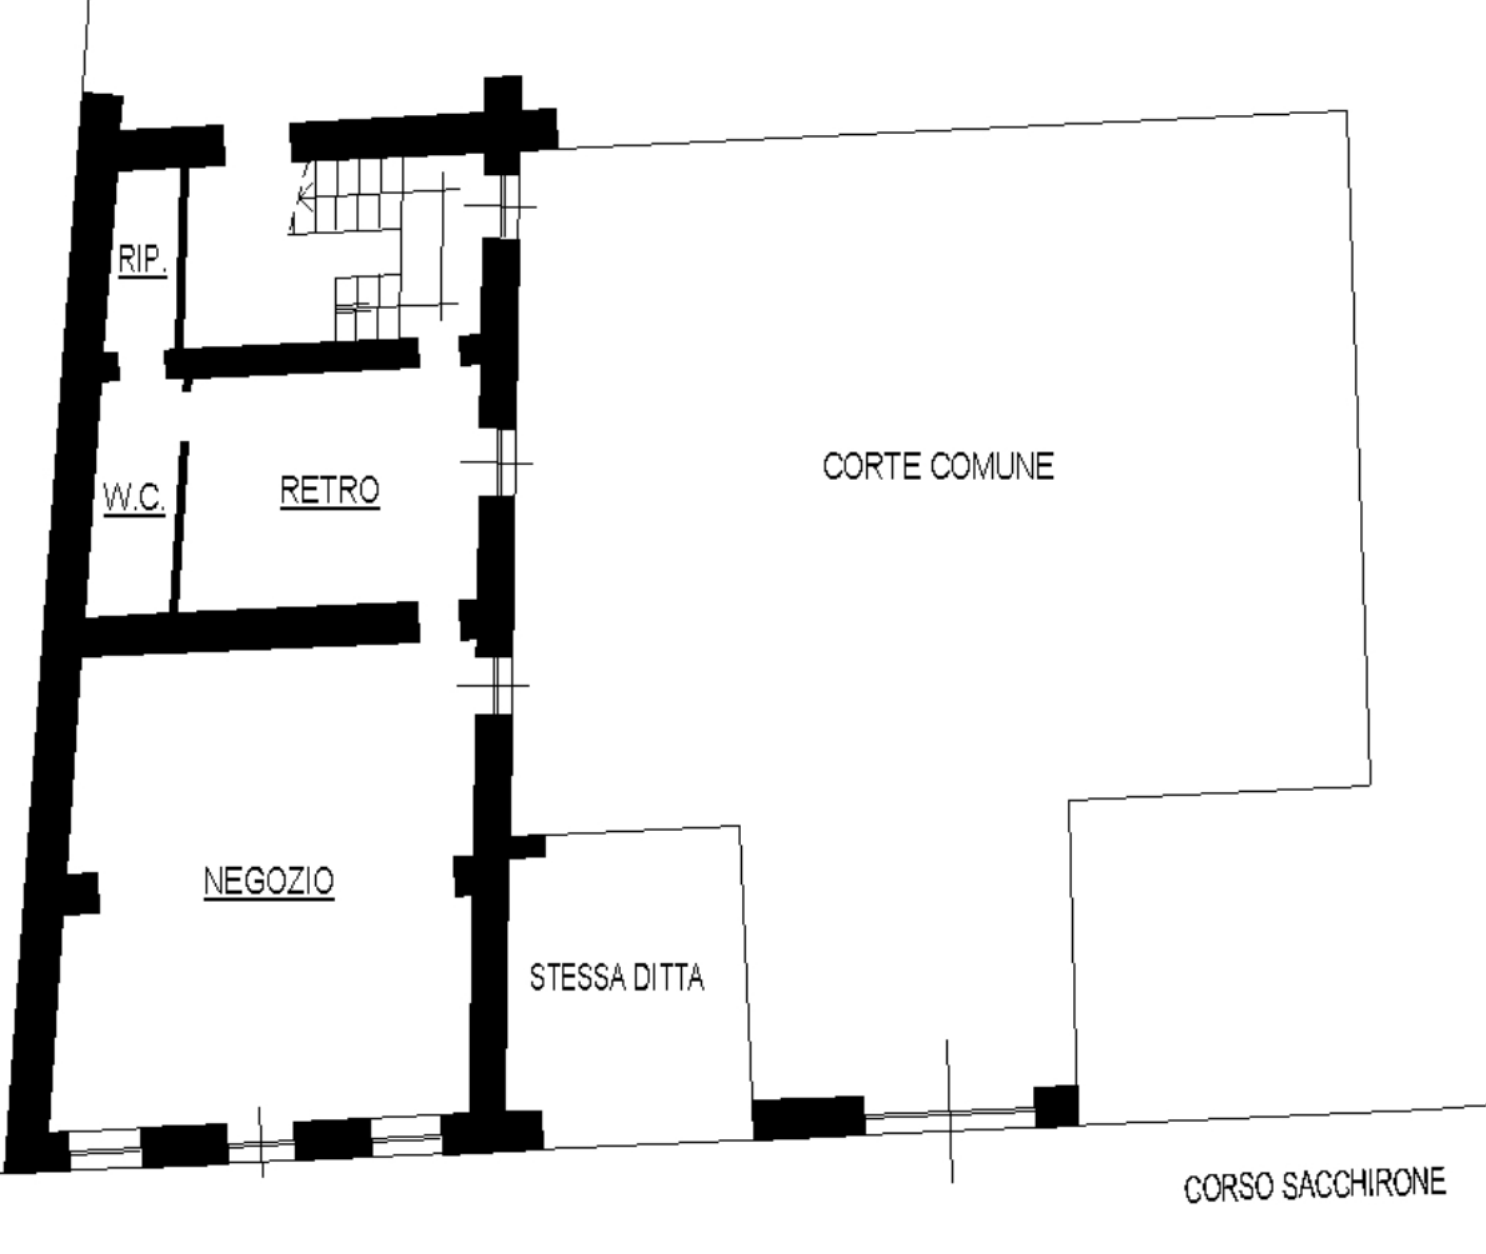 RIP.
CORTE COMUNE
W.C.
RETRO
NEGOZIO
STESSA DITTA
CORSO SACCHIRONE